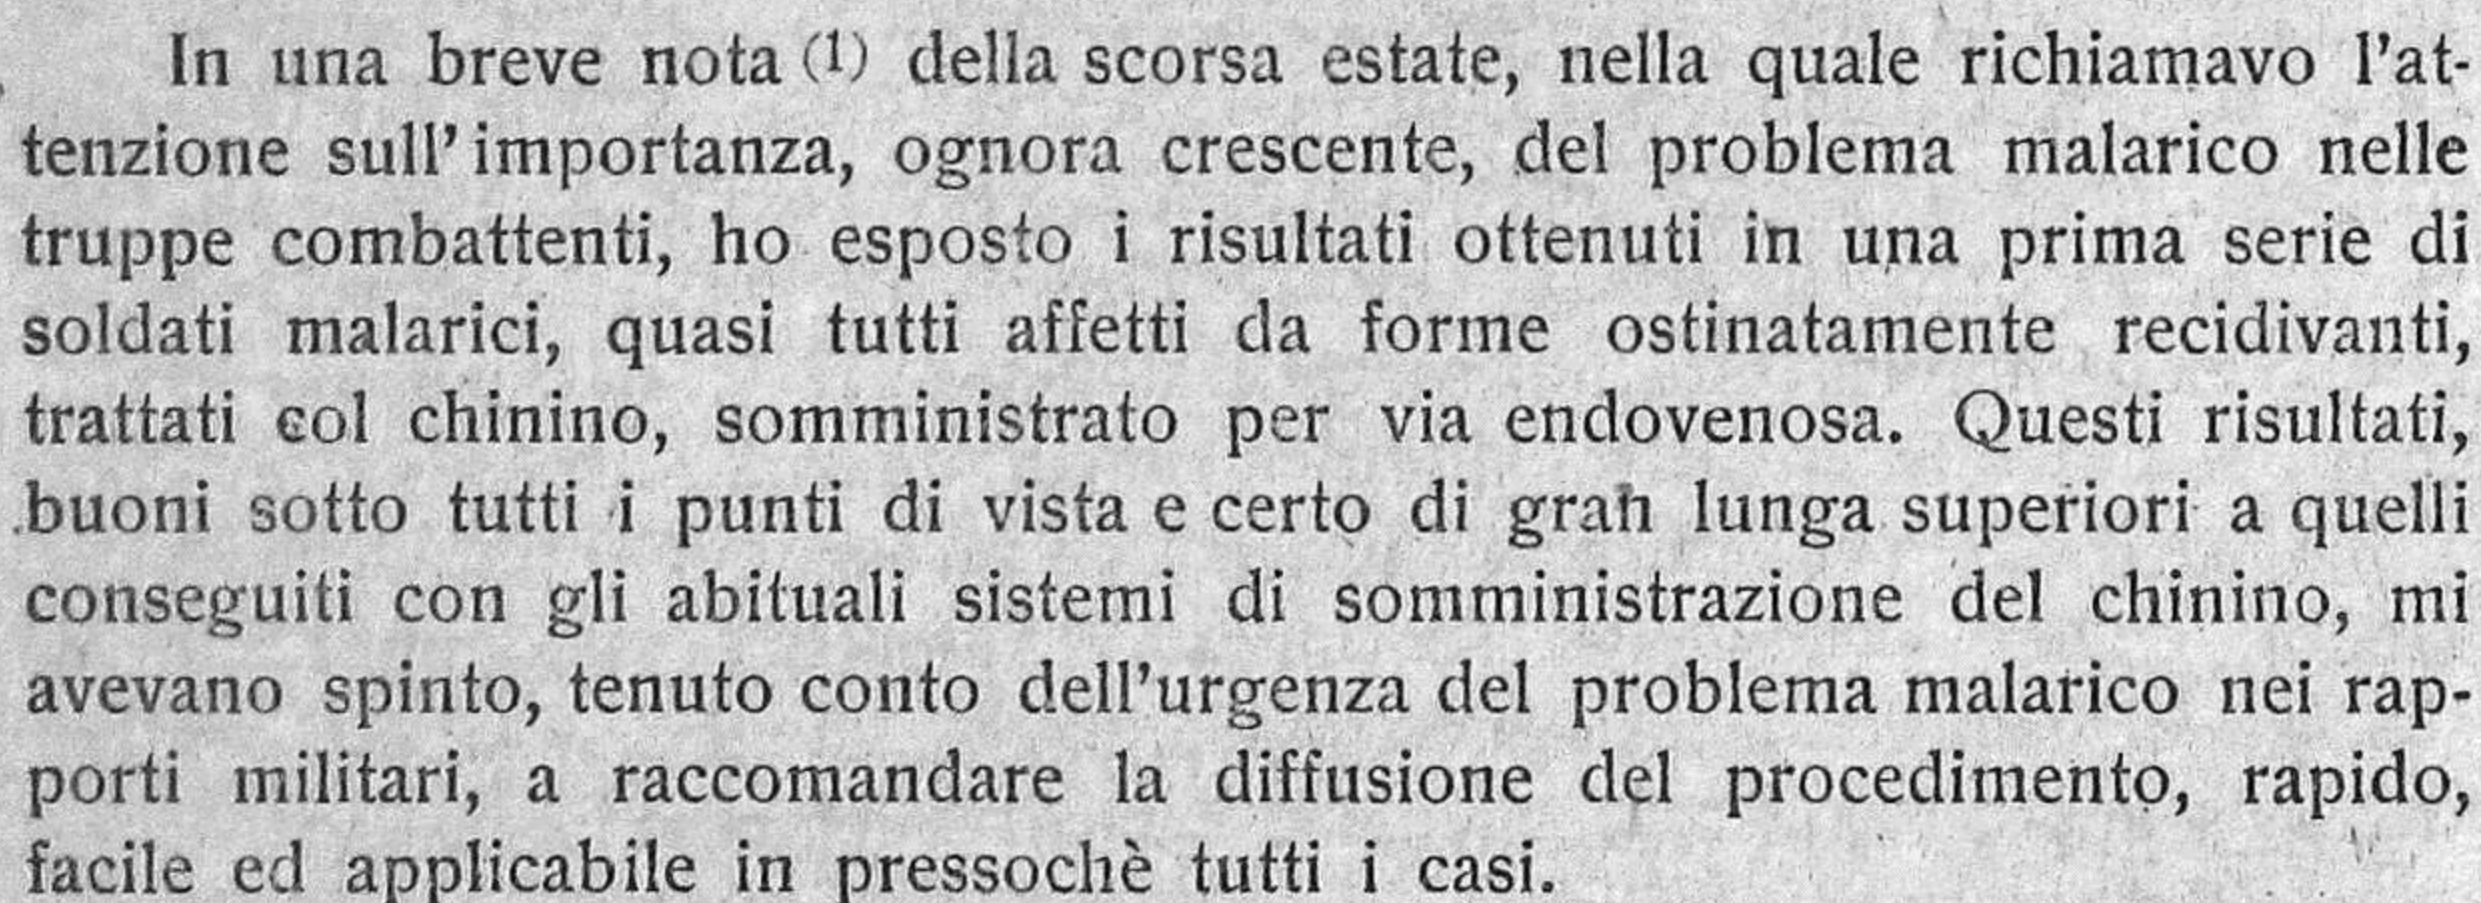 In una breve nota (1) della scorsa estate, nella quale richiamavo l'at-
tenzione sull'importanza, ognora crescente, del problema malarico nelle
truppe combattenti, ho esposto i risultati ottenuti in una prima serie di
soldati malarici, quasi tutti affetti da forme ostinatamente recidivanti,
trattati col chinino, somministrato per via endovenosa. Questi risultati,
buoni sotto tutti i punti di vista e certo di gran lunga superiori a quelli
conseguiti con gli abituali sistemi di somministrazione del chinino, mi
avevano spinto, tenuto conto dell'urgenza del problema malarico nei rap-
porti militari, a raccomandare la diffusione del procedimento, rapido,
facile ed applicabile in pressochè tutti i casi.